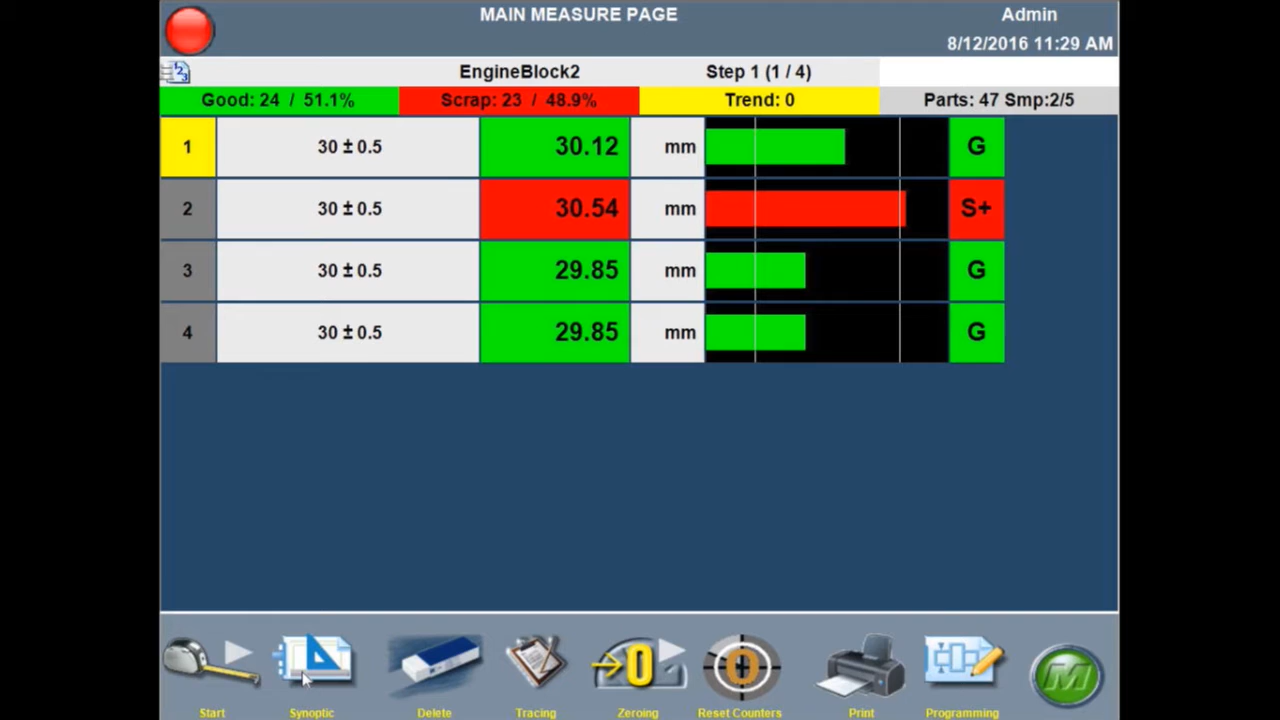 MAIN MEASURE PAGE
Admin
8/12/2016 11:29 AM
EngineBlock2
Step 1 (1 / 4)
Good: 24 / 51.1%
Scrap: 23 / 48.9%
Trend: 0
Parts: 47 Smp:2/5
1 30 ± 0.5 30.12 mm G
2 30 ± 0.5 30.54 mm S+
3 30 ± 0.5 29.85 mm G
4 30 ± 0.5 29.85 mm G
0
0
M
Start
Synoptic
Delete
Tracing
Zeroing
Reset Counters
Print
Programming